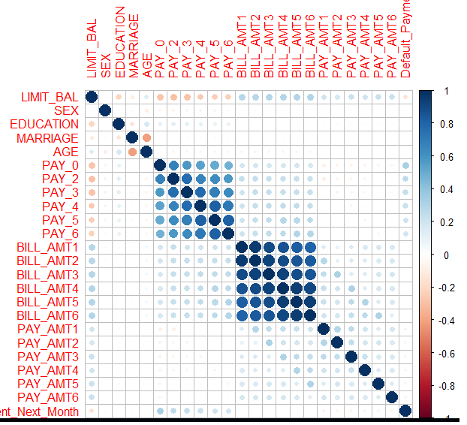 LIMIT_BAL
SEX
EDUCATION
MARRIAGE
AGE
PAY_0
PAY_2
PAY_3
PAY_4
PAY_5
PAY_6
BILL_AMT1
BILL_AMT2
BILL_AMT3
BILL_AMT4
BILL_AMT5
BILL_AMT6
PAY_AMT1
PAY_AMT2
PAY_AMT3
PAY_AMT4
PAY_AMT5
PAY_AMT6
Default_Payme
LIMIT_BAL
SEX
EDUCATION
MARRIAGE
AGE
PAY_0
PAY_2
PAY_3
PAY_4
PAY_5
PAY_6
BILL_AMT1
BILL_AMT2
BILL_AMT3
BILL_AMT4
BILL_AMT5
BILL_AMT6
PAY_AMT1
PAY_AMT2
PAY_AMT3
PAY_AMT4
PAY_AMT5
PAY_AMT6
ent_Next_Month
1
0.8
0.6
0.4
0.2
0
-0.2
-0.4
-0.6
-0.8
-1